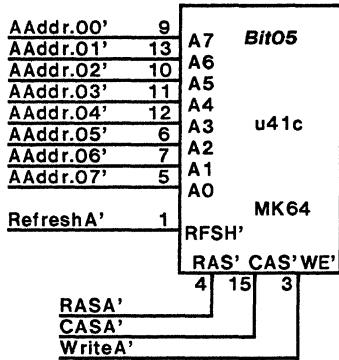 AAddr.00' 9 A7 Bit05
AAddr.01' 13 A6
AAddr.02' 10 A5
AAddr.03' 11 A4 u41c
AAddr.04' 12 A3
AAddr.05' 6 A2
AAddr.06' 7 A1
AAddr.07' 5 A0 MK64
RefreshA' 1 RFSH'
RAS' CAS' WE'
4 15 3
RASA'
CASA'
WriteA'